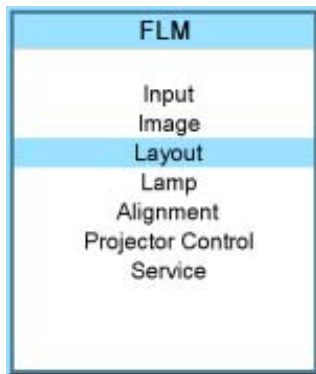 FLM
Input
Image
Layout
Lamp
Alignment
Projector Control
Service